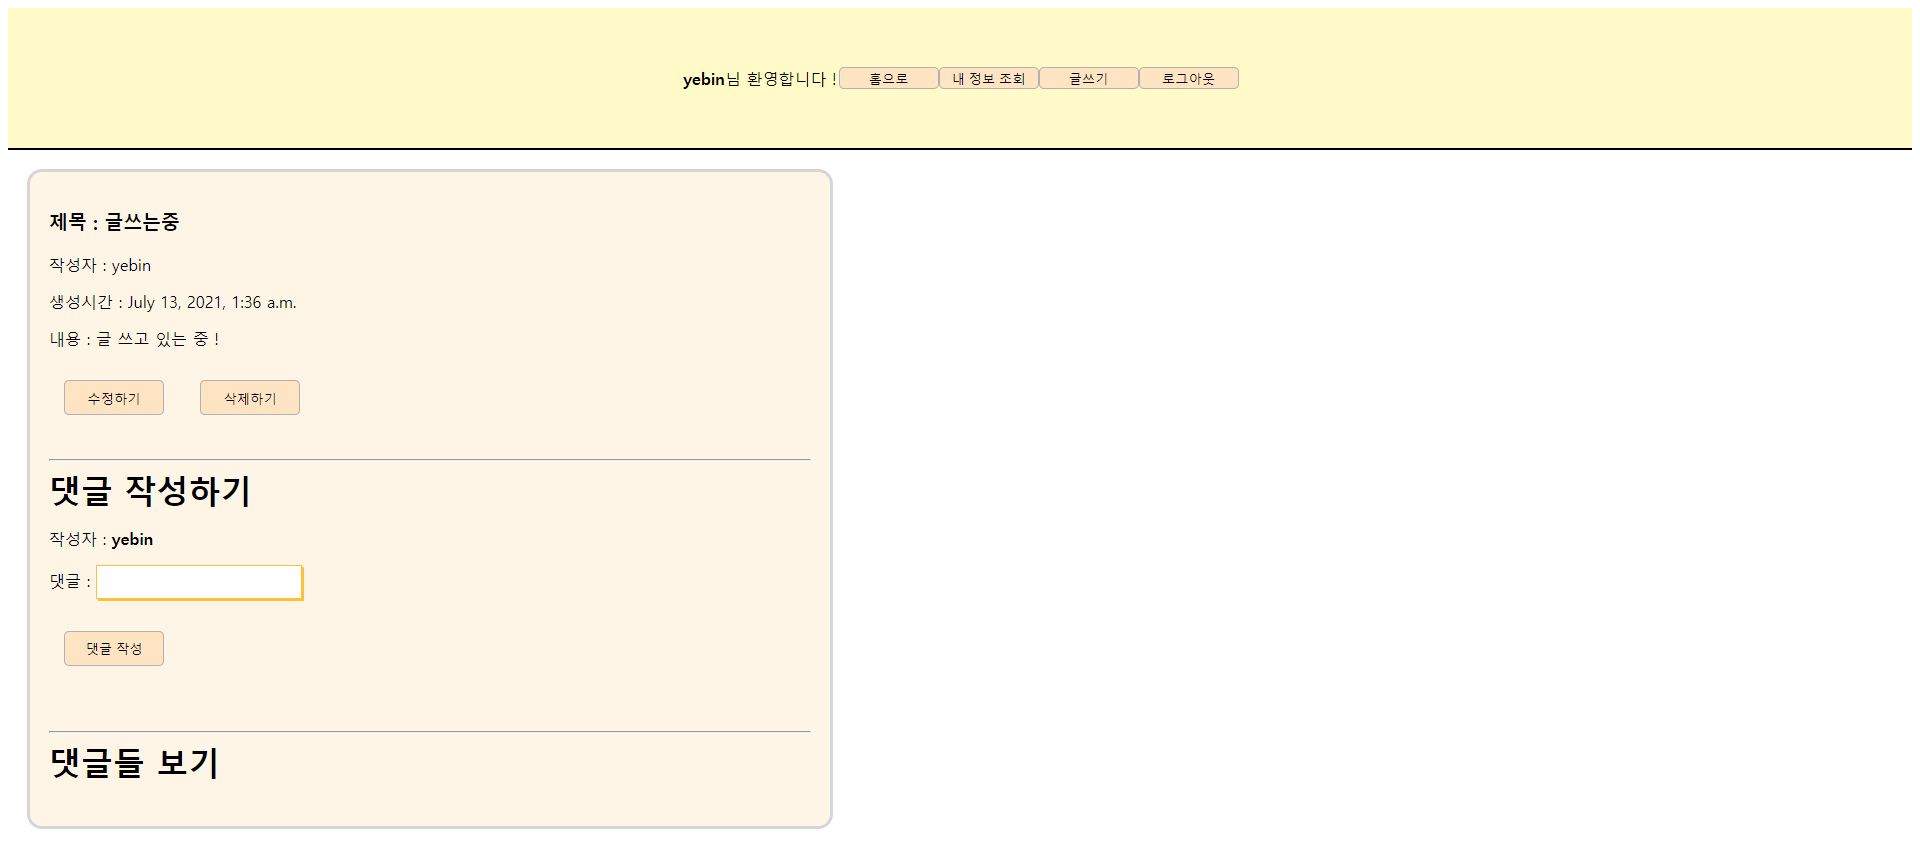 yebin님 환영합니다 ! 홈으로 내 정보 조회 글쓰기 로그아웃
제목 : 글쓰는중
작성자 : yebin
생성시간 : July 13, 2021, 1:36 a.m.
내용 : 글 쓰고 있는 중 !
수정하기 삭제하기
댓글 작성하기
작성자 : yebin
댓글 :
댓글 작성
댓글들 보기